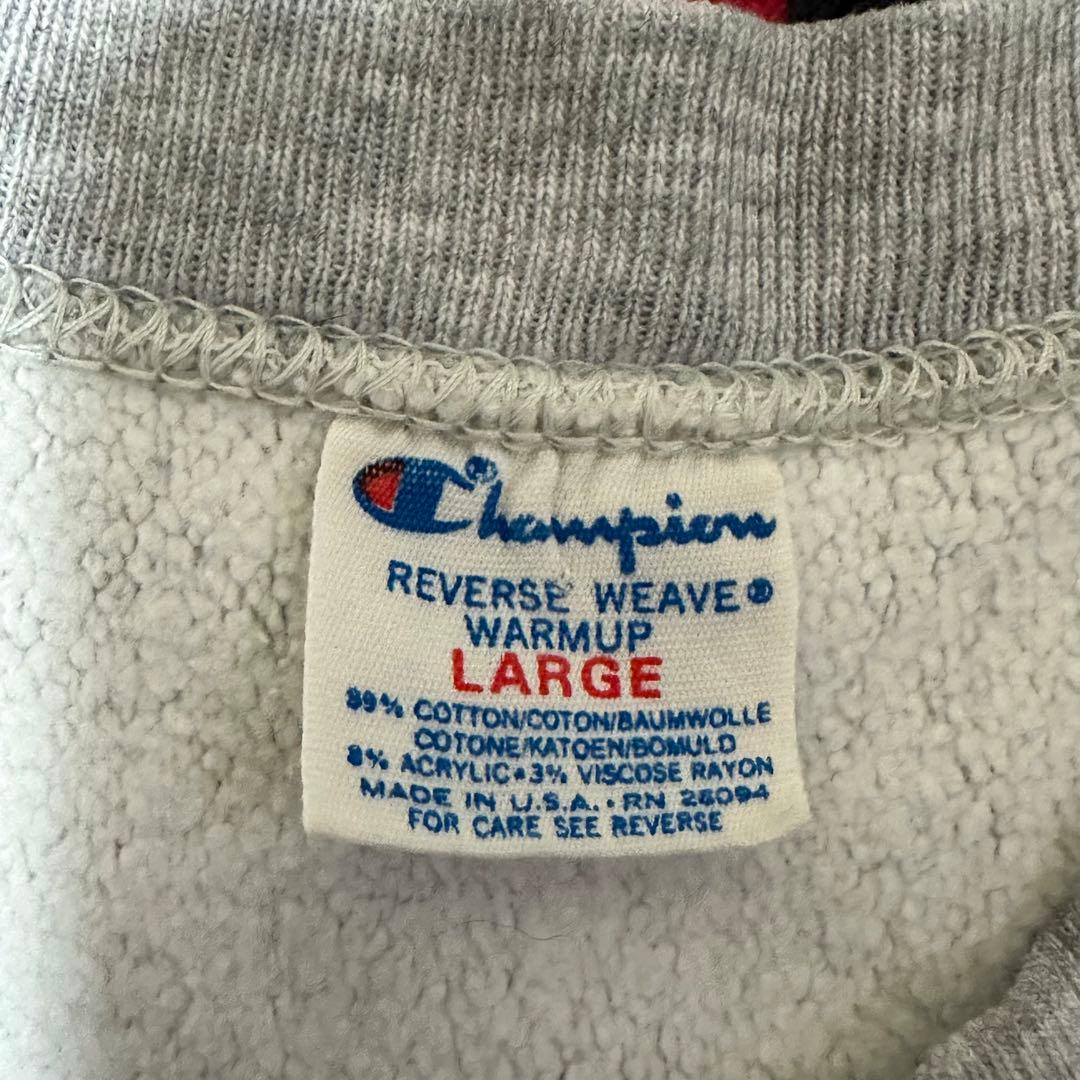 Champion®
REVERSE WEAVE®
WARMUP
LARGE
89% COTTON/COTON/BAUMWOLLE
COTONE/KATOEN/BOMULD
8% ACRYLIC • 3% VISCOSE RAYON
MADE IN U.S.A. • RN 26094
FOR CARE SEE REVERSE